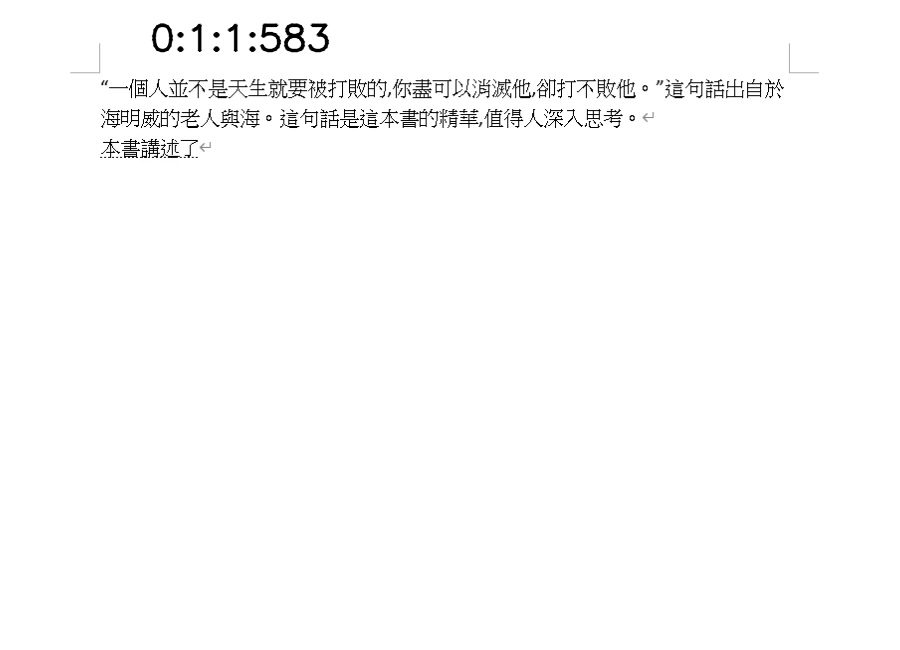 0:1:1:583
“一個人並不是天生就要被打敗的,你盡可以消滅他,卻打不敗他。”這句話出自於
海明威的老人與海。這句話是這本書的精華,值得人深入思考。
本書講述了